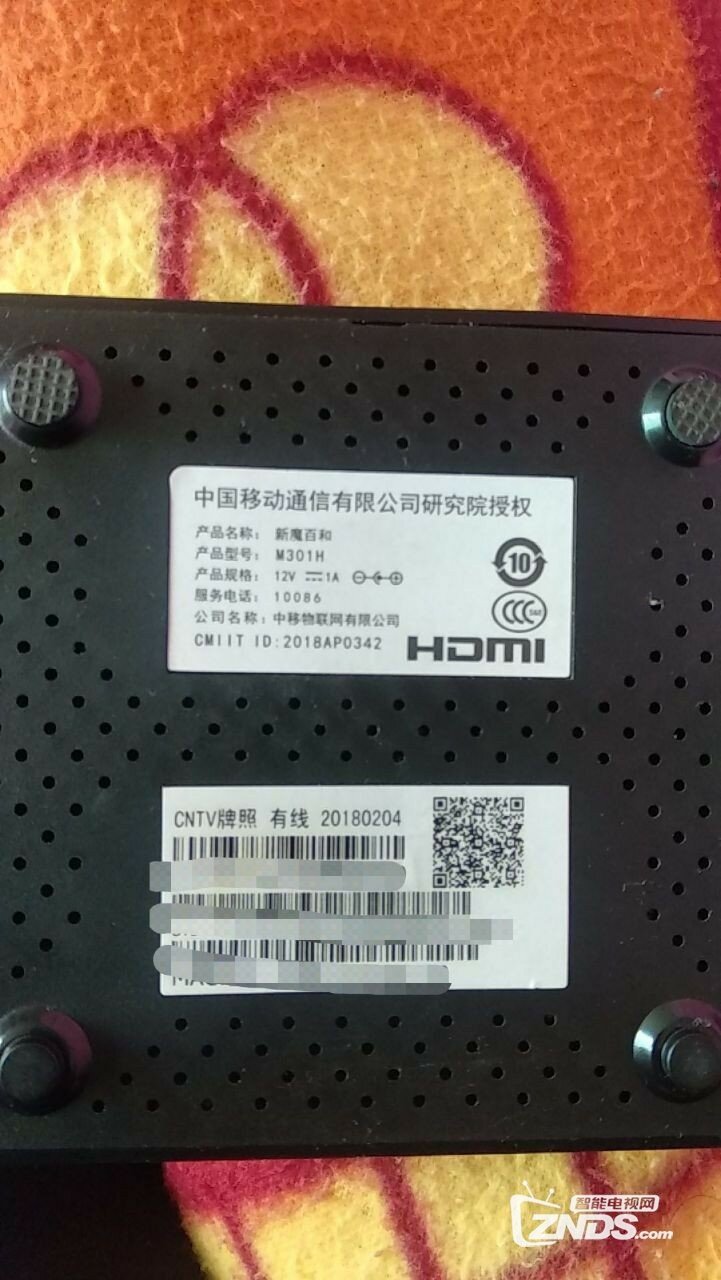 中国移动通信有限公司研究院授权
产品名称： 新魔百和
产品型号： M301H
产品规格： 12V 1A
服务电话： 10086
公司名称：中移物联网有限公司
CMIIT ID:2018AP0342
10
CCC S&E
HDMI
CNTV牌照 有线 20180204
智能电视网
ZNDS.com